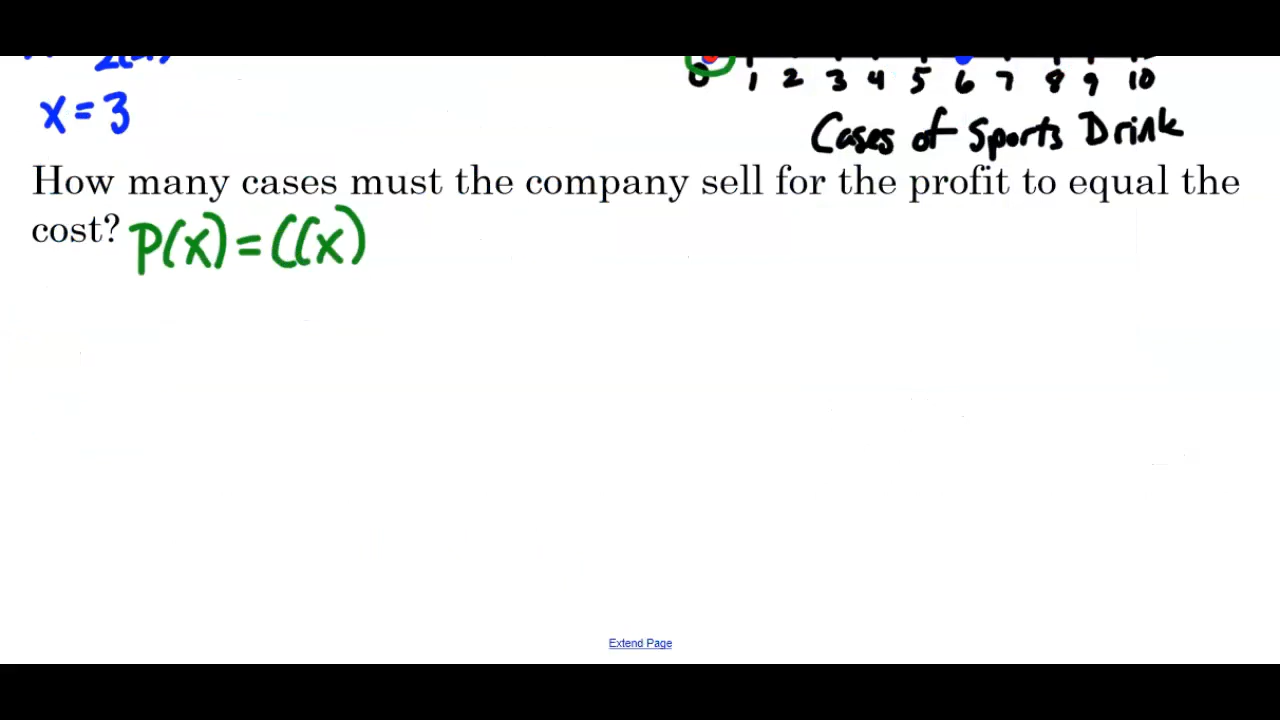 0 1 2 3 4 5 6 7 8 9 10
x = 3
Cases of Sports Drink
How many cases must the company sell for the profit to equal the
cost? P(x) = C(x)
Extend Page